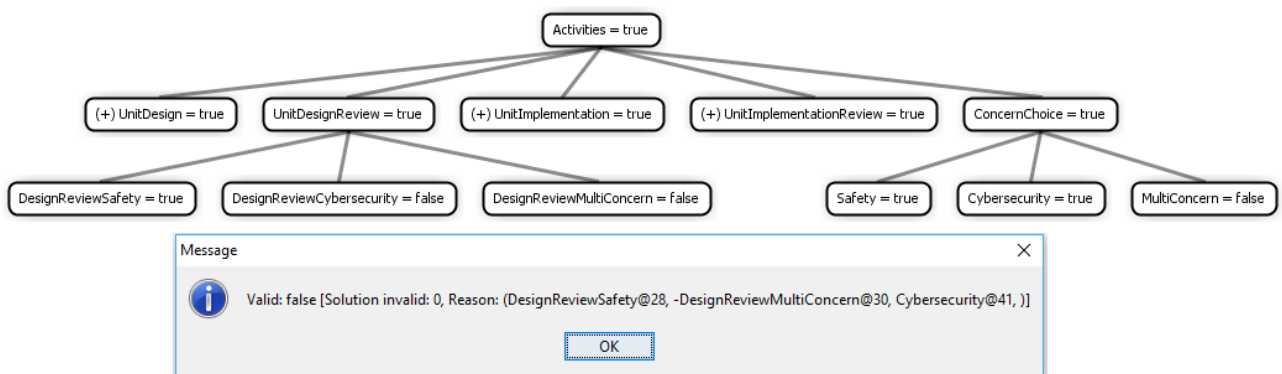 Activities = true
(+) UnitDesign = true
UnitDesignReview = true
(+) UnitImplementation = true
(+) UnitImplementationReview = true
ConcernChoice = true
DesignReviewSafety = true
DesignReviewCybersecurity = false
DesignReviewMultiConcern = false
Safety = true
Cybersecurity = true
MultiConcern = false
Message
Valid: false [Solution invalid: 0, Reason: (DesignReviewSafety@28, -DesignReviewMultiConcern@30, Cybersecurity@41, )]
OK